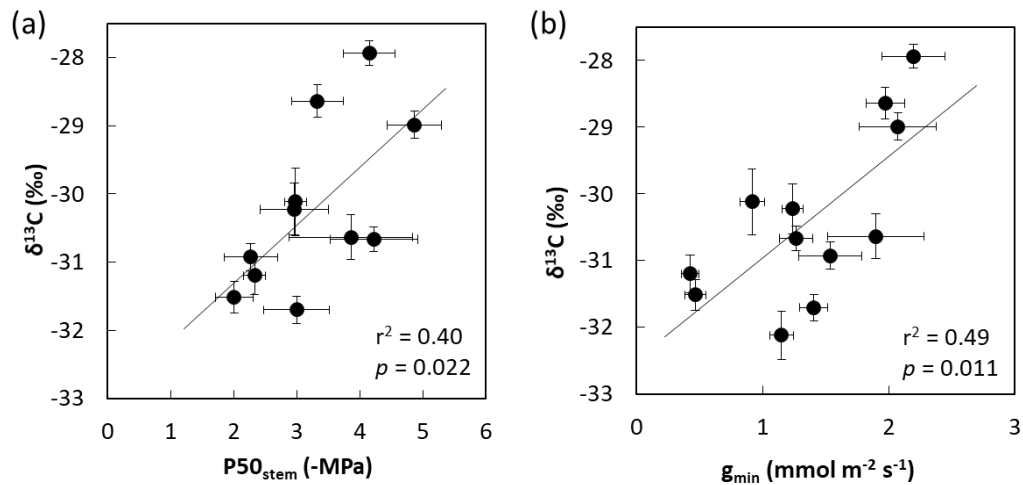 (a)
-28
-29
-30
-31
-32
-33
δ¹³C (‰)
0 1 2 3 4 5 6
P50stem (-MPa)
r² = 0.40
p = 0.022
(b)
-28
-29
-30
-31
-32
-33
δ¹³C (‰)
0 1 2 3
gmin (mmol m⁻² s⁻¹)
r² = 0.49
p = 0.011